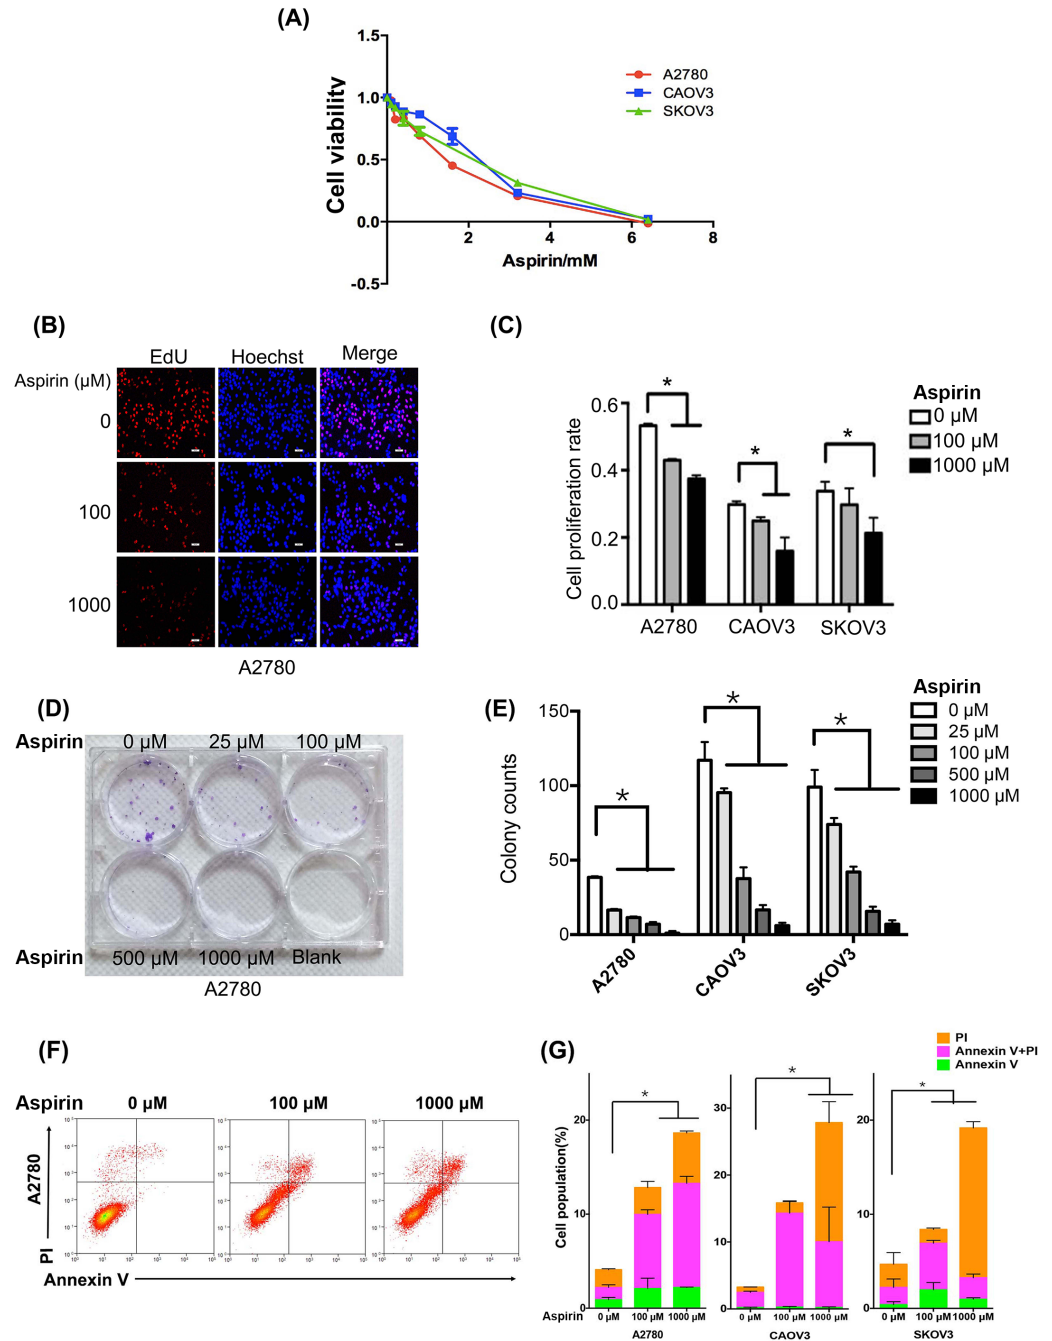 (A)
1.5
1.0
0.5
0.0
-0.5
Cell viability
2 4 6 8
Aspirin/mM
A2780
CAOV3
SKOV3
(B)
EdU Hoechst Merge
Aspirin (µM)
0
100
1000
A2780
(C)
Cell proliferation rate
0.6
0.4
0.2
0.0
* * *
A2780 CAOV3 SKOV3
Aspirin
0 µM
100 µM
1000 µM
(D)
Aspirin 0 µM 25 µM 100 µM
Aspirin 500 µM 1000 µM Blank
A2780
(E)
Colony counts
150
100
50
0
* * *
A2780 CAOV3 SKOV3
Aspirin
0 µM
25 µM
100 µM
500 µM
1000 µM
(F)
Aspirin 0 µM 100 µM 1000 µM
A2780
PI
Annexin V
(G)
PI
Annexin V+PI
Annexin V
Cell population(%)
20
10
0
*
30
20
10
0
*
20
10
0
*
Aspirin 0 µM 100 µM 1000 µM 0 µM 100 µM 1000 µM 0 µM 100 µM 1000 µM
A2780 CAOV3 SKOV3